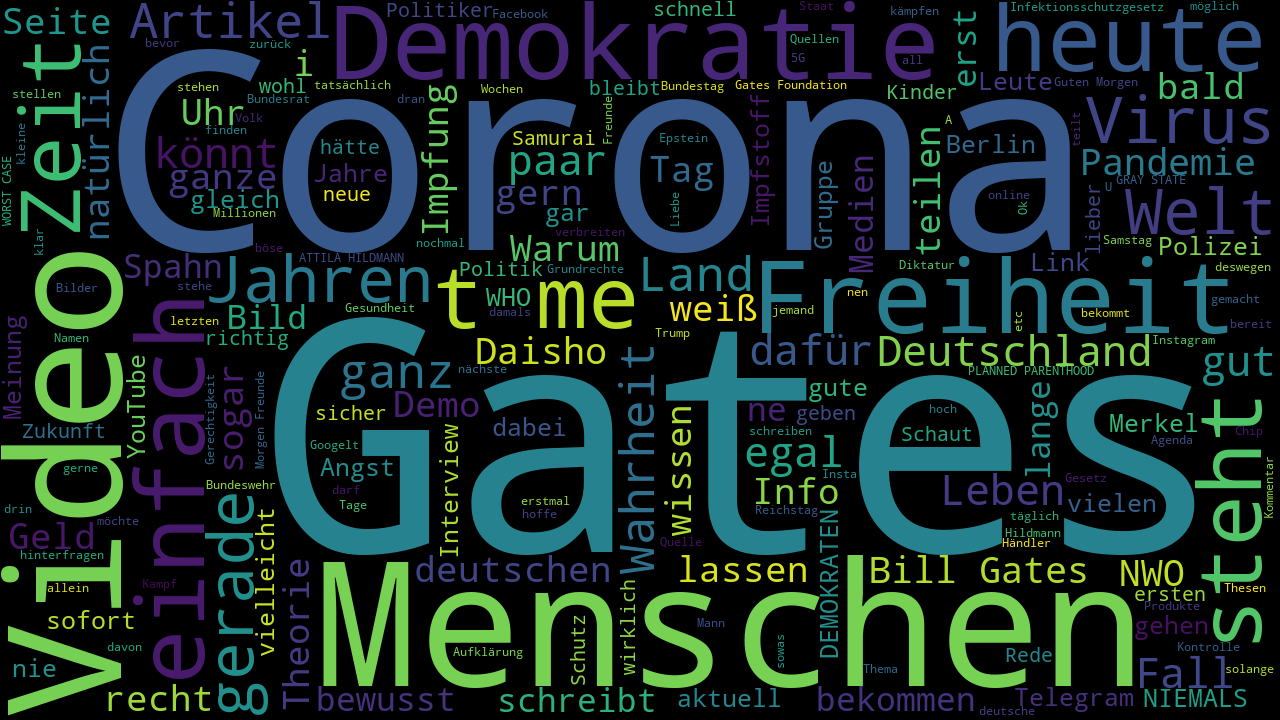 Seite
Artikel
Politiker
Facebook
Demokratie
schnell
Staat
kämpfen
erst
Infektionsschutzgesetz
möglich
heute
bevor
zurück
i
Quellen
5G
all
Zeit
natürlich
stellen
stehen
wohl
tatsächlich
Corona
Uhr
Bundesrat
dran
Wochen
bleibt
Bundestag
Gates Foundation
Kinder
Leute
Guten Morgen
bald
Virus
kleine
finden
Volk
könnt
ganze
gleich
Millionen
hätte
Jahre
neue
Impfung
Samurai
paar
gern
gar
Freunde
Epstein
Tag
Liebe
Impfstoff
Gruppe
Medien
teilen
A
Berlin
online
Ok
teilt
Pandemie
GRAY STATE
U
lieber
Welt
WORST CASE
klar
böse
nochmal
verbreiten
Warum
Samstag
Polizei
deswegen
Video
Spahn
stehe
ATTILA HILDMANN
Jahren
Politik
Grundrechte
WHO
damals
t
me
Land
weiß
Freiheit
Diktatur
nen
Link
gemacht
Bilder
einfach
letzten
Gesundheit
Bild
richtig
jemand
etc
bekommt
bereit
Namen
Meinung
YouTube
Trump
Daisho
dafür
Deutschland
Instagram
PLANNED PARENTHOOD
gut
Zukunft
Gerechtigkeit
sogar
Morgen Freunde
ganz
nächste
Gates
sicher
Demo
dabei
Wahrheit
wissen
ne
gute
geben
schreiben
egal
hoch
Schaut
lange
Merkel
Agenda
Chip
steht
gerne
Googelt
Angst
Interview
Bundeswehr
darf
Tage
erstmal
hoffe
Insta
Info
Reichstag
Leben
Gesetz
vielen
Kommentar
drin
möchte
Geld
hinterfragen
gerade
vielleicht
Quelle
täglich
Hildmann
Händler
allein
Kampf
Theorie
Menschen
deutschen
lassen
DEMOKRATEN
Bill Gates
NWO
ersten
Thesen
sofort
Produkte
davon
Aufklärung
schutz
wirklich
Mann
sowas
Thema
Rede
gehen
Kontrolle
nie
Fall
solange
recht
bewusst
schreibt
aktuell
bekommen
deutsche
Telegram
NIEMALS